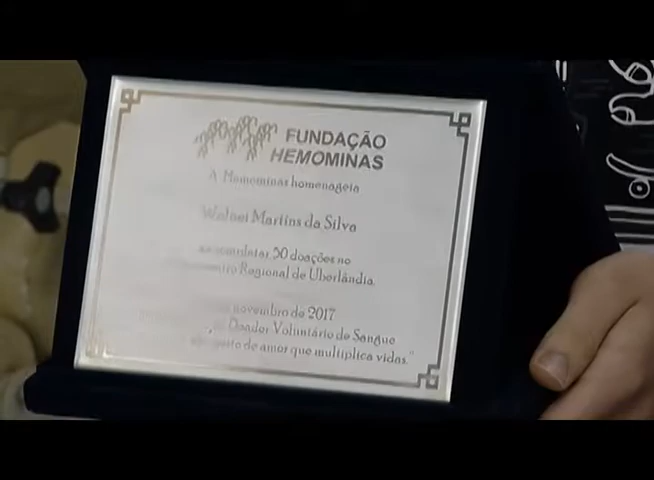 FUNDAÇÃO
HEMOMINAS
A Hemominas homenageia
Martins da Silva
ao completar 50 doações no
Regional de Uberlândia.
novembro de 2017
Doador Voluntário de Sangue
gesto de amor que multiplica vidas."